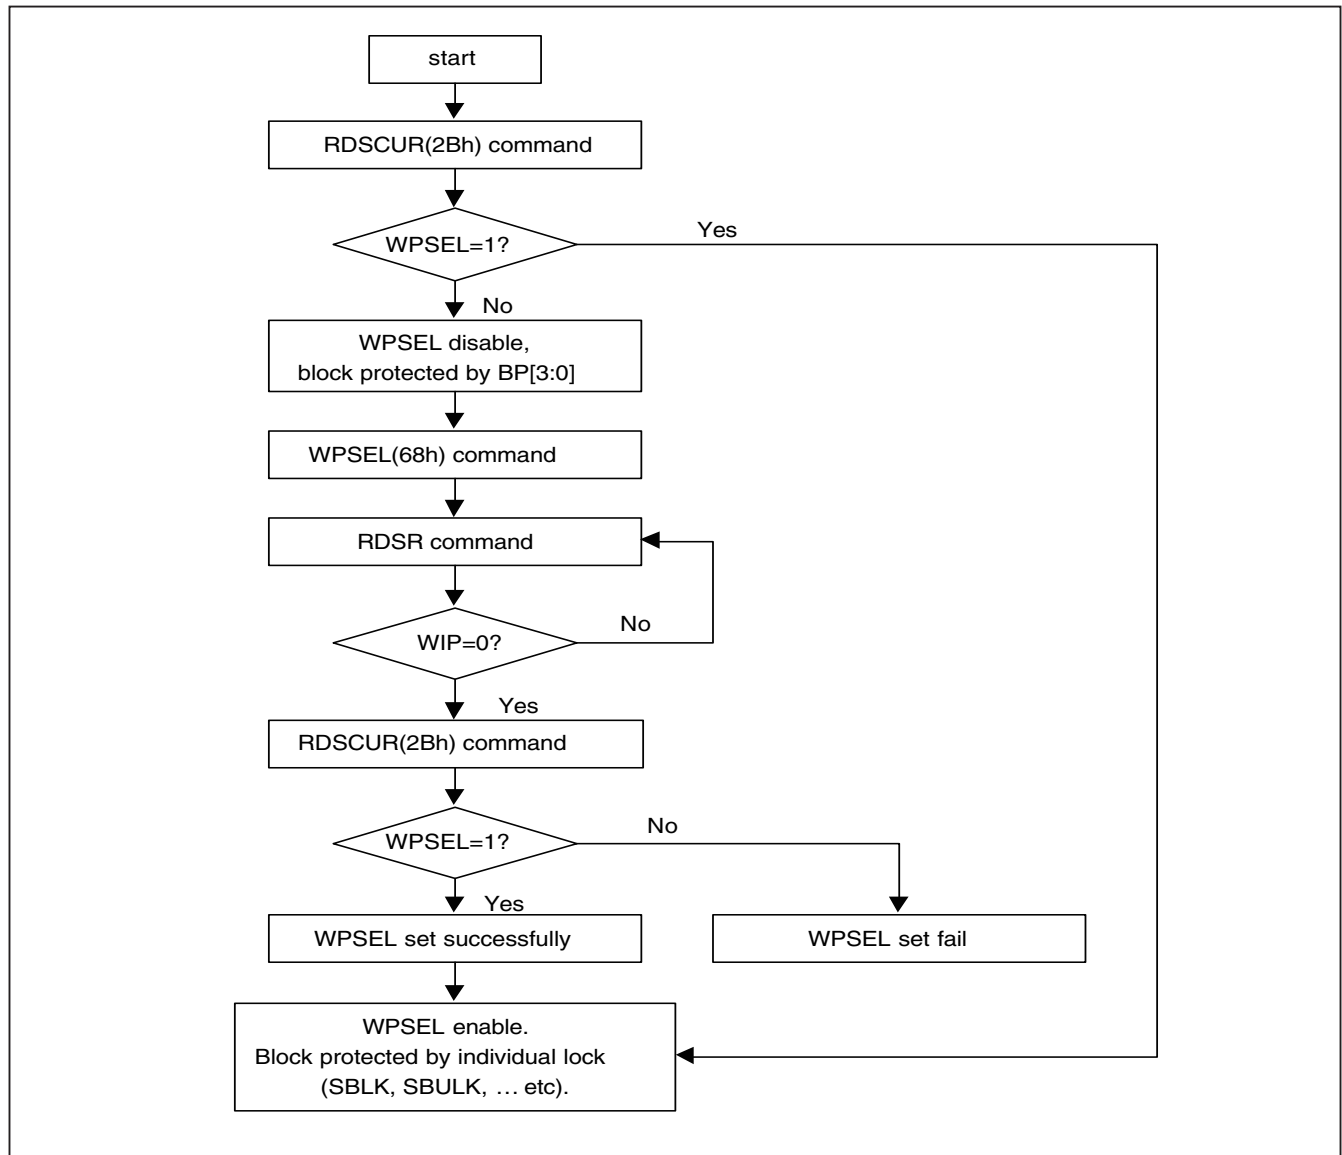 start
RDSCUR(2Bh) command
WPSEL=1?
Yes
No
WPSEL disable,
block protected by BP[3:0]
WPSEL(68h) command
RDSR command
WIP=0?
No
Yes
RDSCUR(2Bh) command
WPSEL=1?
No
Yes
WPSEL set successfully
WPSEL set fail
WPSEL enable.
Block protected by individual lock
(SBLK, SBULK, … etc).